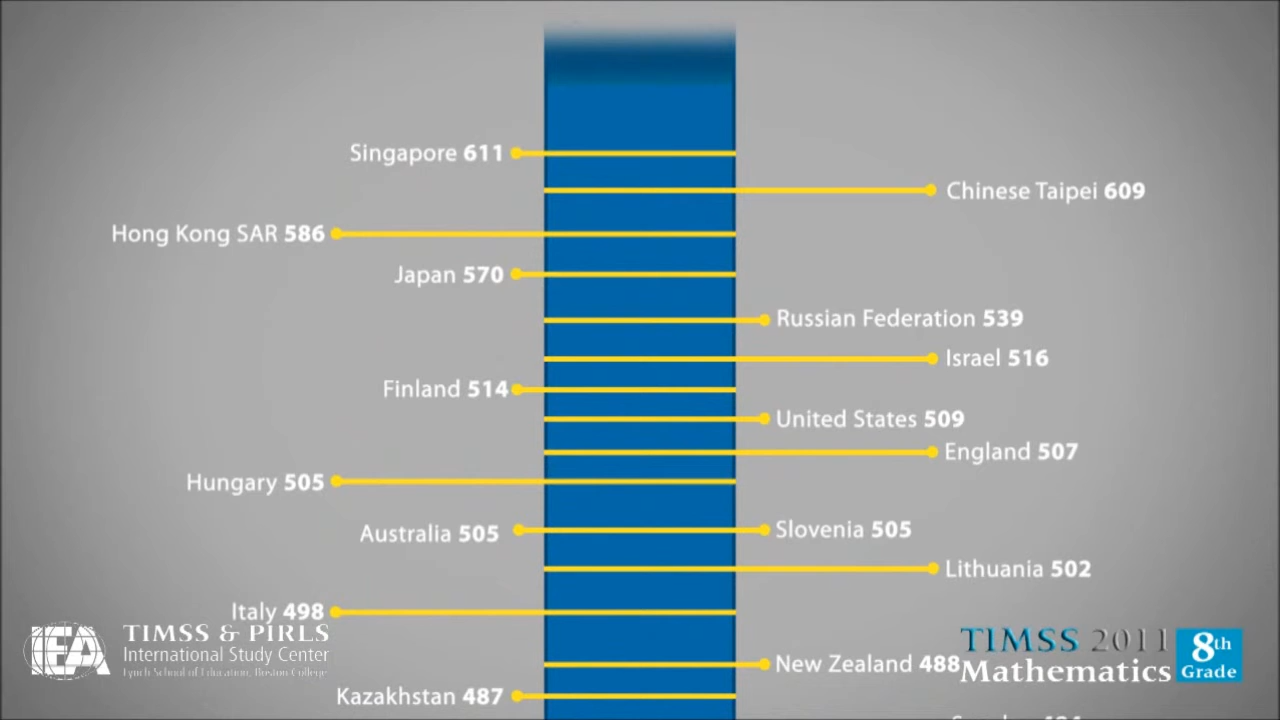 Singapore 611
Chinese Taipei 609
Hong Kong SAR 586
Japan 570
Russian Federation 539
Israel 516
Finland 514
United States 509
England 507
Hungary 505
Australia 505
Slovenia 505
Lithuania 502
Italy 498
New Zealand 488
Kazakhstan 487
IEA
TIMSS & PIRLS
International Study Center
Lynch School of Education, Boston College
TIMSS 2011
Mathematics
8th
Grade